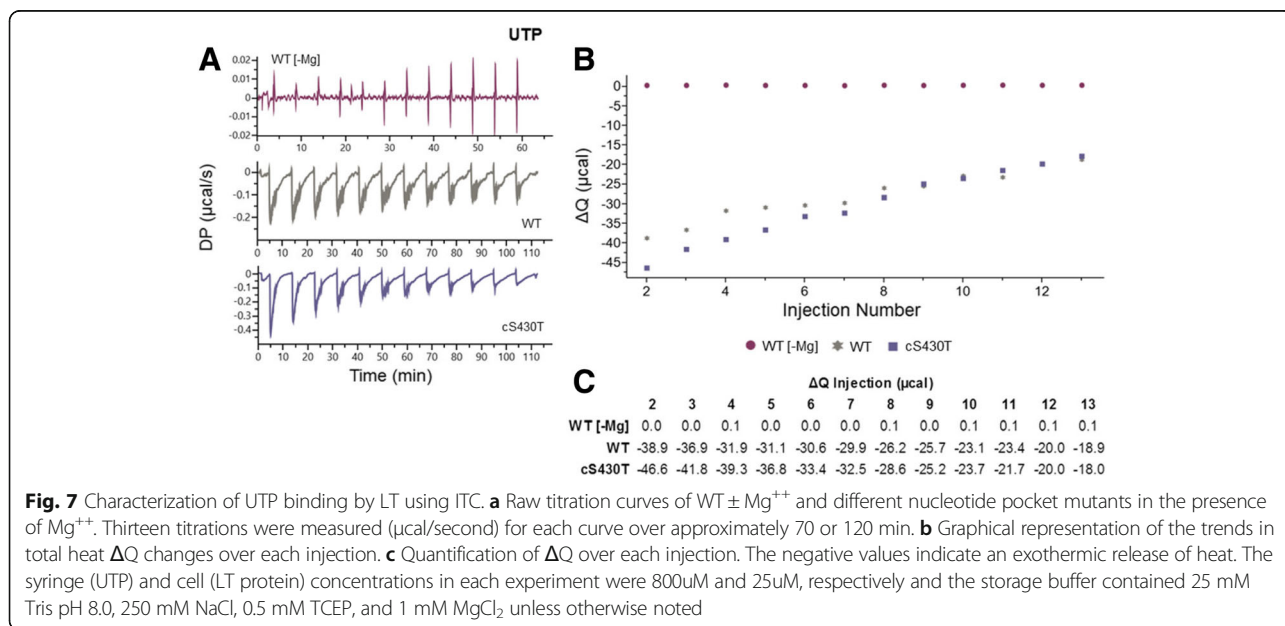 UTP
A
WT [-Mg]
0.02
0.01
0
-0.01
-0.02
0 10 20 30 40 50 60
0
-0.1
-0.2
WT
0 10 20 30 40 50 60 70 80 90 100 110
0
-0.1
-0.2
-0.3
-0.4
cS430T
0 10 20 30 40 50 60 70 80 90 100 110
DP (µcal/s)
Time (min)
B
0
-5
-10
-15
-20
-25
-30
-35
-40
-45
ΔQ (µcal)
2 4 6 8 10 12
Injection Number
WT [-Mg] WT cS430T
C
ΔQ Injection (µcal)
2 3 4 5 6 7 8 9 10 11 12 13
WT [-Mg] 0.0 0.0 0.1 0.0 0.0 0.0 0.1 0.0 0.1 0.1 0.1 0.1
WT -38.9 -36.9 -31.9 -31.1 -30.6 -29.9 -26.2 -25.7 -23.1 -23.4 -20.0 -18.9
cS430T -46.6 -41.8 -39.3 -36.8 -33.4 -32.5 -28.6 -25.2 -23.7 -21.7 -20.0 -18.0
Fig. 7 Characterization of UTP binding by LT using ITC. a Raw titration curves of WT ± Mg⁺⁺ and different nucleotide pocket mutants in the presence
of Mg⁺⁺. Thirteen titrations were measured (µcal/second) for each curve over approximately 70 or 120 min. b Graphical representation of the trends in
total heat ΔQ changes over each injection. c Quantification of ΔQ over each injection. The negative values indicate an exothermic release of heat. The
syringe (UTP) and cell (LT protein) concentrations in each experiment were 800uM and 25uM, respectively and the storage buffer contained 25 mM
Tris pH 8.0, 250 mM NaCl, 0.5 mM TCEP, and 1 mM MgCl₂ unless otherwise noted